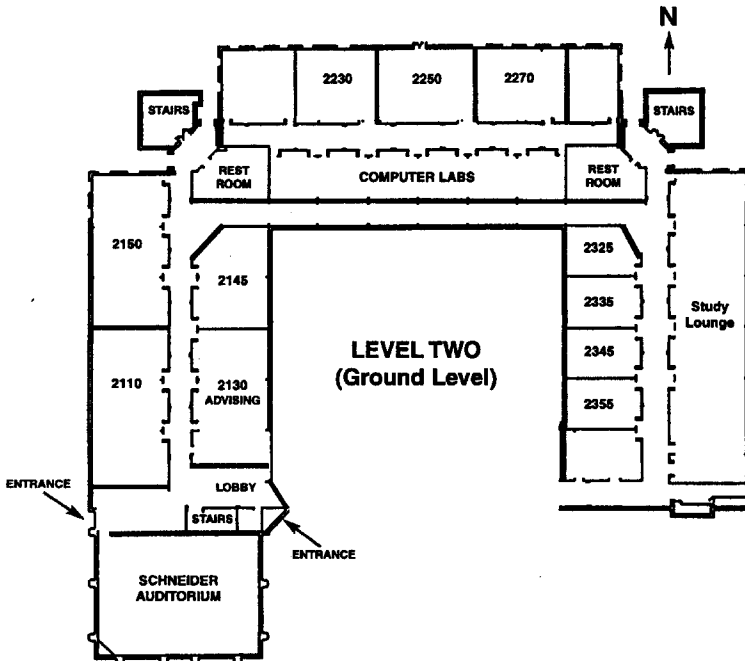 N
2230
2250
2270
STAIRS
STAIRS
REST
ROOM
COMPUTER LABS
REST
ROOM
2150
2145
2325
2335
Study
Lounge
2345
LEVEL TWO
(Ground Level)
2110
2130
ADVISING
2355
ENTRANCE
LOBBY
STAIRS
ENTRANCE
SCHNEIDER
AUDITORIUM